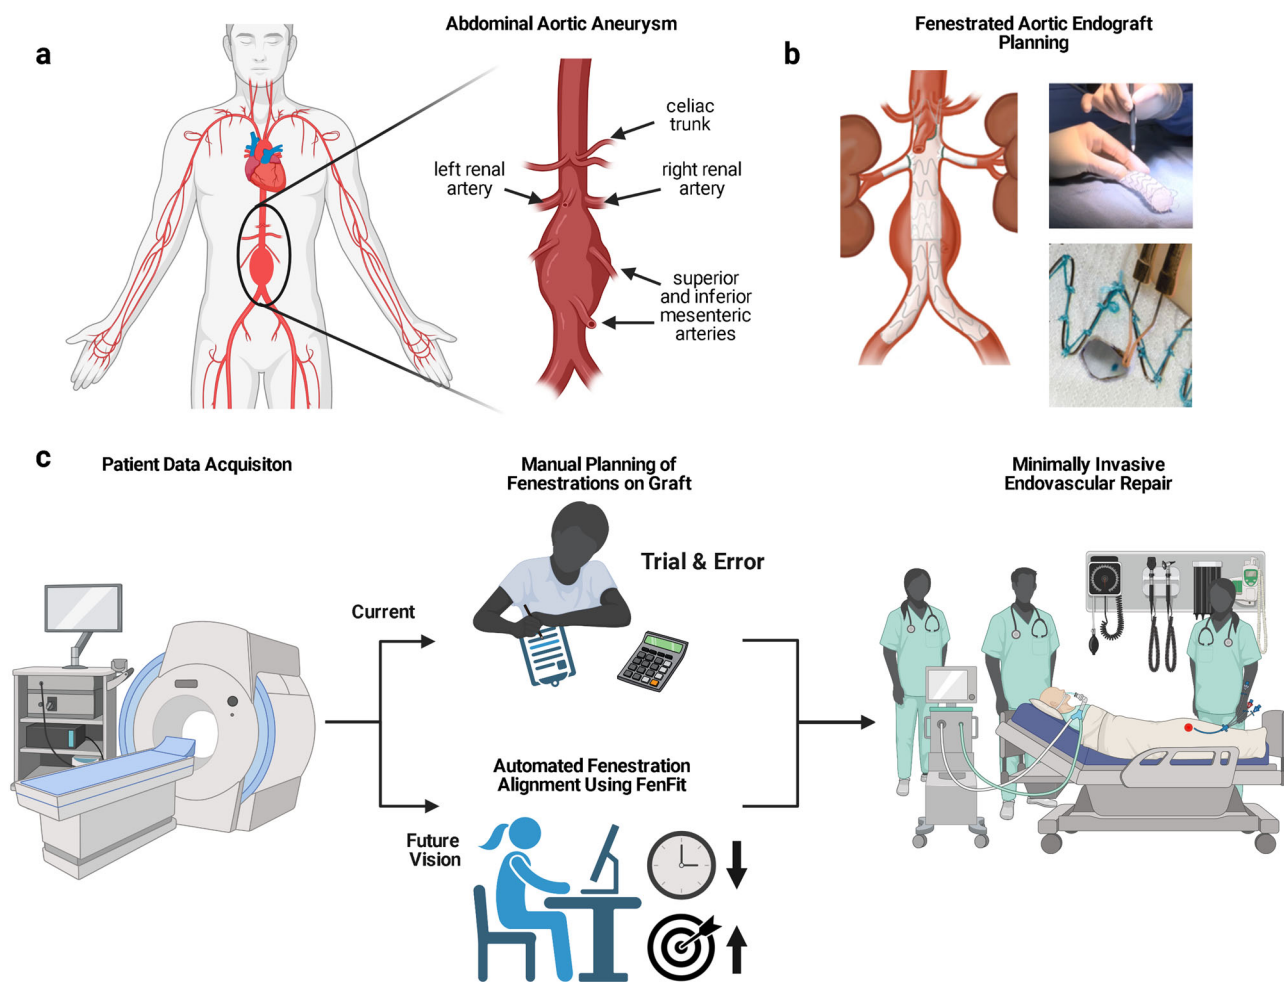 a
Abdominal Aortic Aneurysm
celiac
trunk
left renal
artery
right renal
artery
superior
and inferior
mesenteric
arteries
b
Fenestrated Aortic Endograft
Planning
c
Patient Data Acquisiton
Current
Manual Planning of
Fenestrations on Graft
Trial & Error
Automated Fenestration
Alignment Using FenFit
Future
Vision
Minimally Invasive
Endovascular Repair